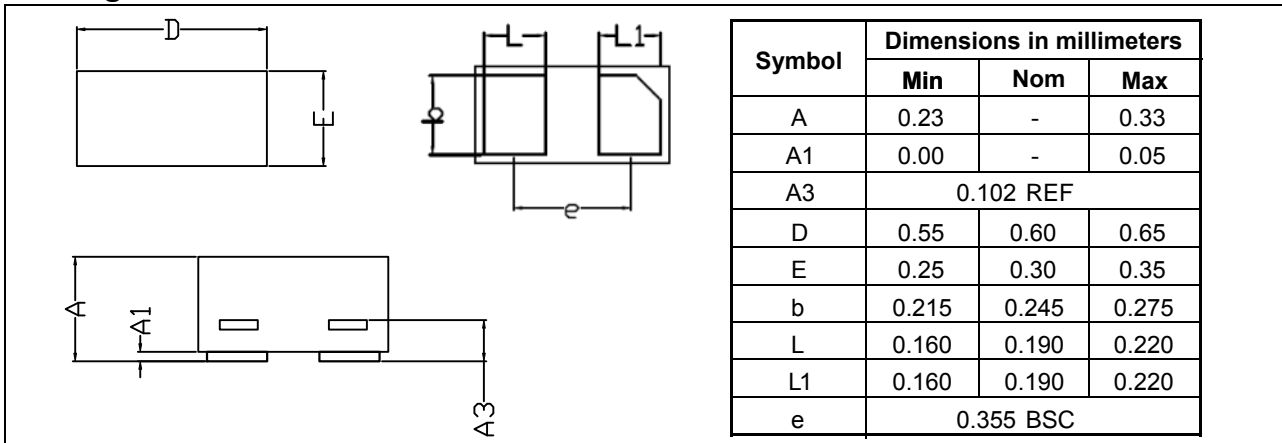 D
E
L
L1
b
e
A
A1
A3
Symbol Dimensions in millimeters
Min Nom Max
A 0.23 - 0.33
A1 0.00 - 0.05
A3 0.102 REF
D 0.55 0.60 0.65
E 0.25 0.30 0.35
b 0.215 0.245 0.275
L 0.160 0.190 0.220
L1 0.160 0.190 0.220
e 0.355 BSC